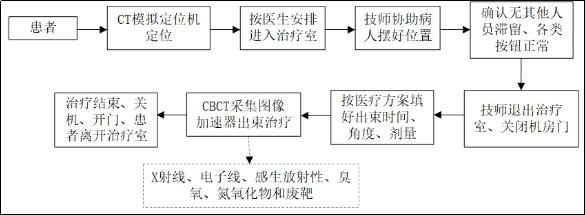 患者
CT模拟定位机
定位
按医生安排
进入治疗室
技师协助病
人摆好位置
确认无其他人
员滞留、各类
按钮正常
技师退出治疗
室、关闭机房门
按医疗方案填
好出束时间、
角度、剂量
CBCT采集图像
加速器出束治疗
治疗结束、关
机、开门、患
者离开治疗室
X射线、电子线、感生放射性、臭
氧、氮氧化物和废靶